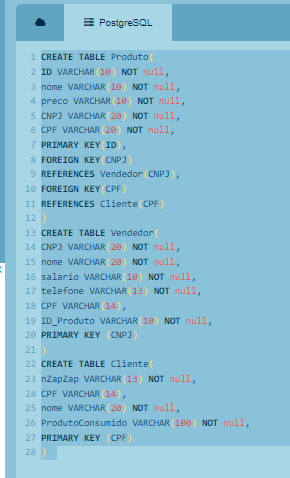 PostgreSQL
1 CREATE TABLE Produto(
2 ID VARCHAR(10) NOT null,
3 nome VARCHAR(10) NOT null,
4 preco VARCHAR(10) NOT null,
5 CNPJ VARCHAR(20) NOT null,
6 CPF VARCHAR(20) NOT null,
7 PRIMARY KEY(ID),
8 FOREIGN KEY(CNPJ)
9 REFERENCES Vendedor(CNPJ),
10 FOREIGN KEY(CPF)
11 REFERENCES Cliente(CPF)
12 )
13 CREATE TABLE Vendedor(
14 CNPJ VARCHAR(20) NOT null,
15 nome VARCHAR(20) NOT null,
16 salario VARCHAR(10) NOT null,
17 telefone VARCHAR(13) NOT null,
18 CPF VARCHAR(14),
19 ID_Produto VARCHAR(10) NOT null,
20 PRIMARY KEY (CNPJ)
21 )
22 CREATE TABLE Cliente(
23 nZapZap VARCHAR(13) NOT null,
24 CPF VARCHAR(14),
25 nome VARCHAR(20) NOT null,
26 ProdutoConsumido VARCHAR(100) NOT null,
27 PRIMARY KEY (CPF)
28 )